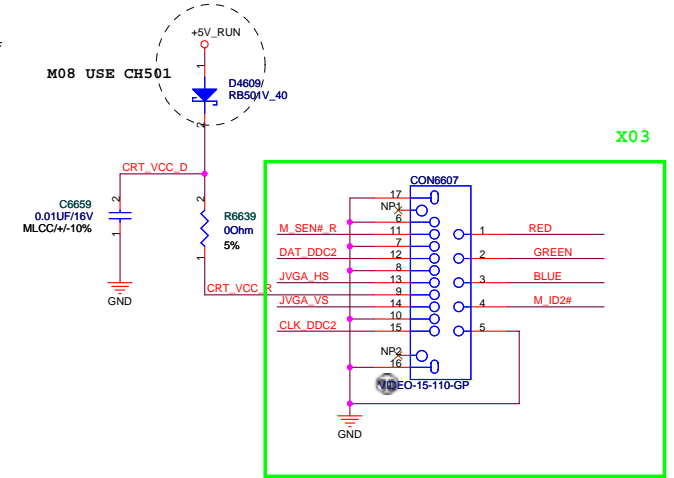 +5V_RUN
M08 USE CH501
1
D4609/
RB501V_40
2
X03
CRT_VCC_D
CON6607
C6659
0.01UF/16V
MLCC/+/-10%
2
1
2
R6639
0Ohm
5%
1
GND
CRT_VCC_R
17
NP1
6
M_SEN#_R 11
7
DAT_DDC2 12
8
JVGA_HS 13
9
JVGA_VS 14
10
CLK_DDC2 15
NP2
16
1 RED
2 GREEN
3 BLUE
4 M_ID2#
5
VIDEO-15-110-GP
GND